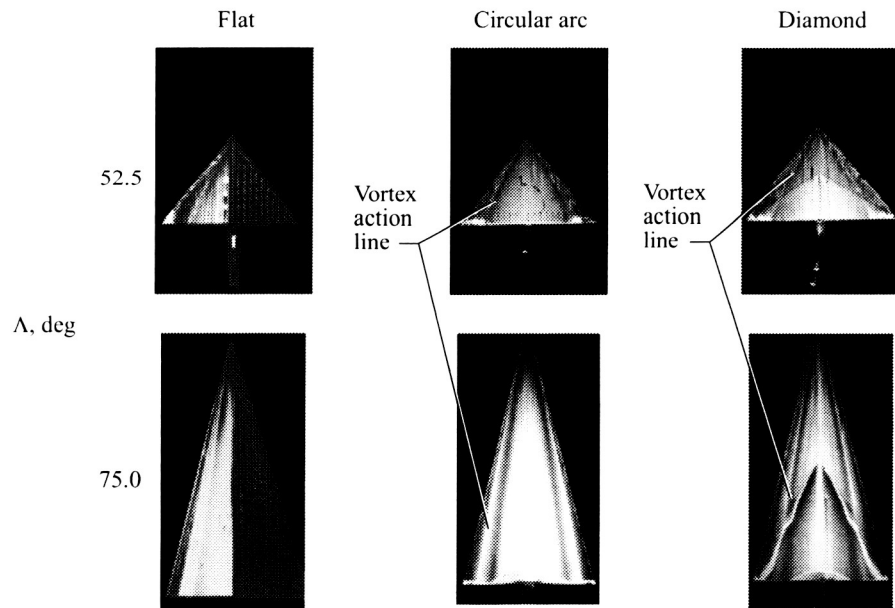 Flat
Circular arc
Diamond
52.5
Vortex
action
line
Vortex
action
line
Λ, deg
75.0